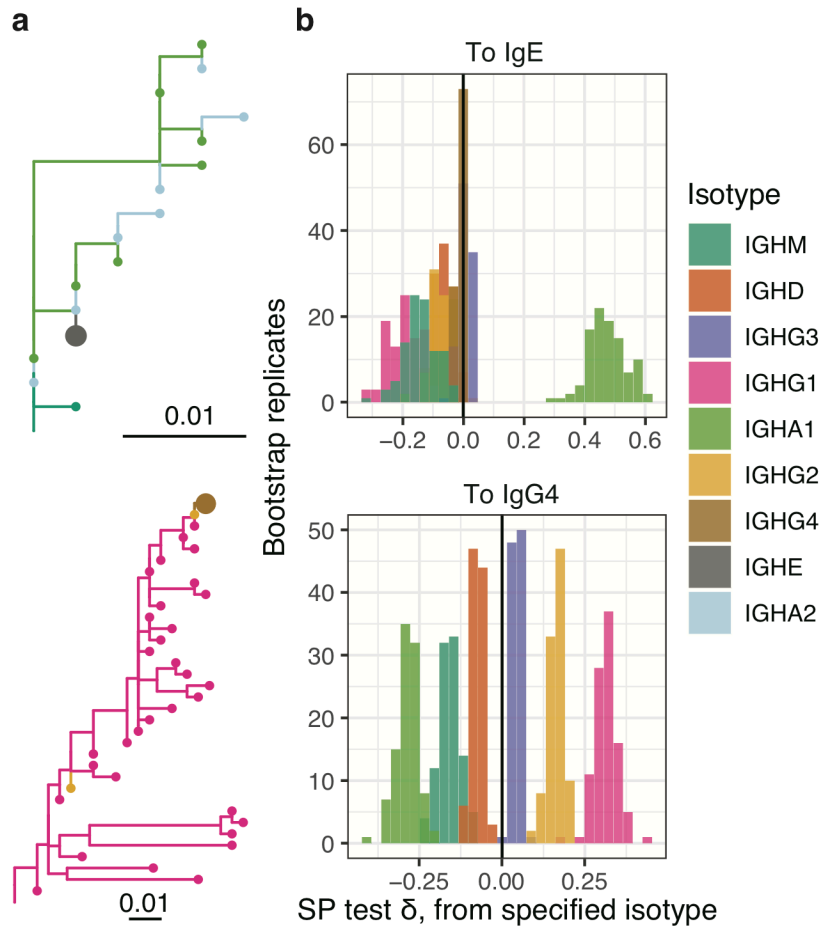 a
b
0.01
0.01
To IgE
60
40
20
0
−0.2
0.0
0.2
0.4
0.6
To IgG4
50
40
30
20
10
0
−0.25
0.00
0.25
Bootstrap replicates
SP test δ, from specified isotype
Isotype
IGHM
IGHD
IGHG3
IGHG1
IGHA1
IGHG2
IGHG4
IGHE
IGHA2